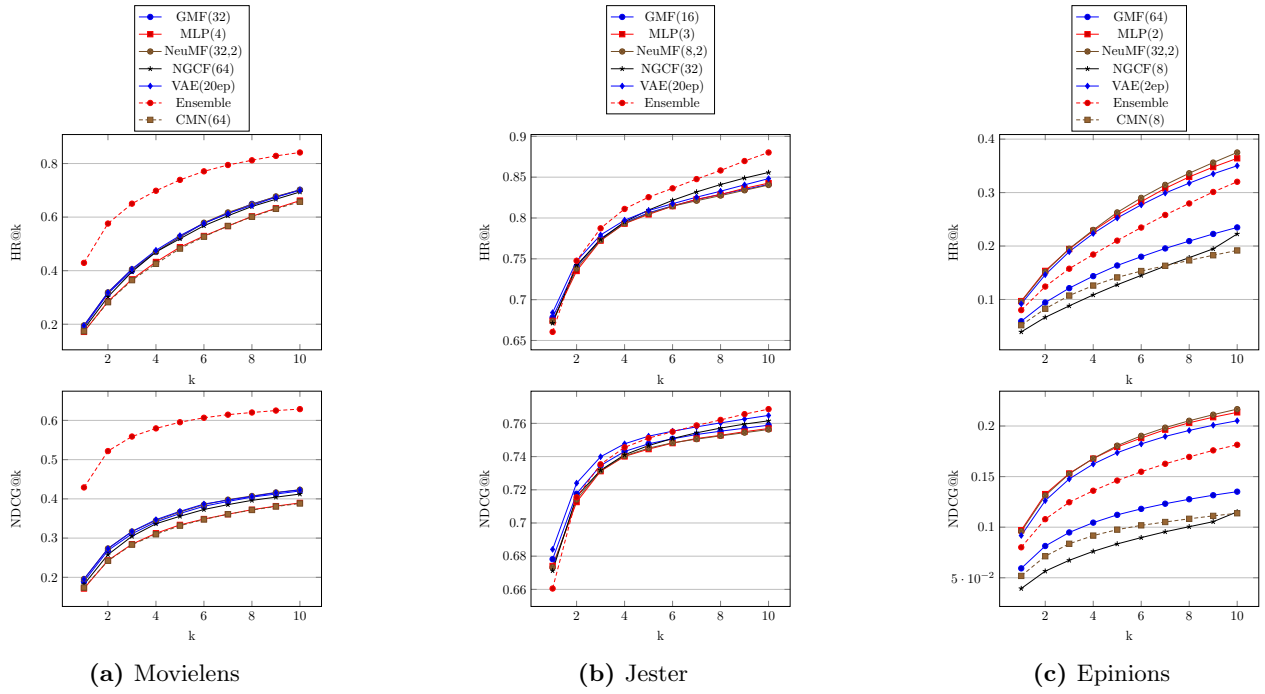 GMF(32)
MLP(4)
NeuMF(32,2)
NGCF(64)
VAE(20ep)
Ensemble
CMN(64)
0.8
0.6
0.4
0.2
HR@k
2 4 6 8 10
k
0.6
0.5
0.4
0.3
0.2
NDCG@k
2 4 6 8 10
k
(a) Movielens
GMF(16)
MLP(3)
NeuMF(8,2)
NGCF(32)
VAE(20ep)
Ensemble
0.9
0.85
0.8
0.75
0.7
0.65
HR@k
2 4 6 8 10
k
0.76
0.74
0.72
0.7
0.68
0.66
NDCG@k
2 4 6 8 10
k
(b) Jester
GMF(64)
MLP(2)
NeuMF(32,2)
NGCF(8)
VAE(2ep)
Ensemble
CMN(8)
0.4
0.3
0.2
0.1
HR@k
2 4 6 8 10
k
0.2
0.15
0.1
5 · 10⁻²
NDCG@k
2 4 6 8 10
k
(c) Epinions